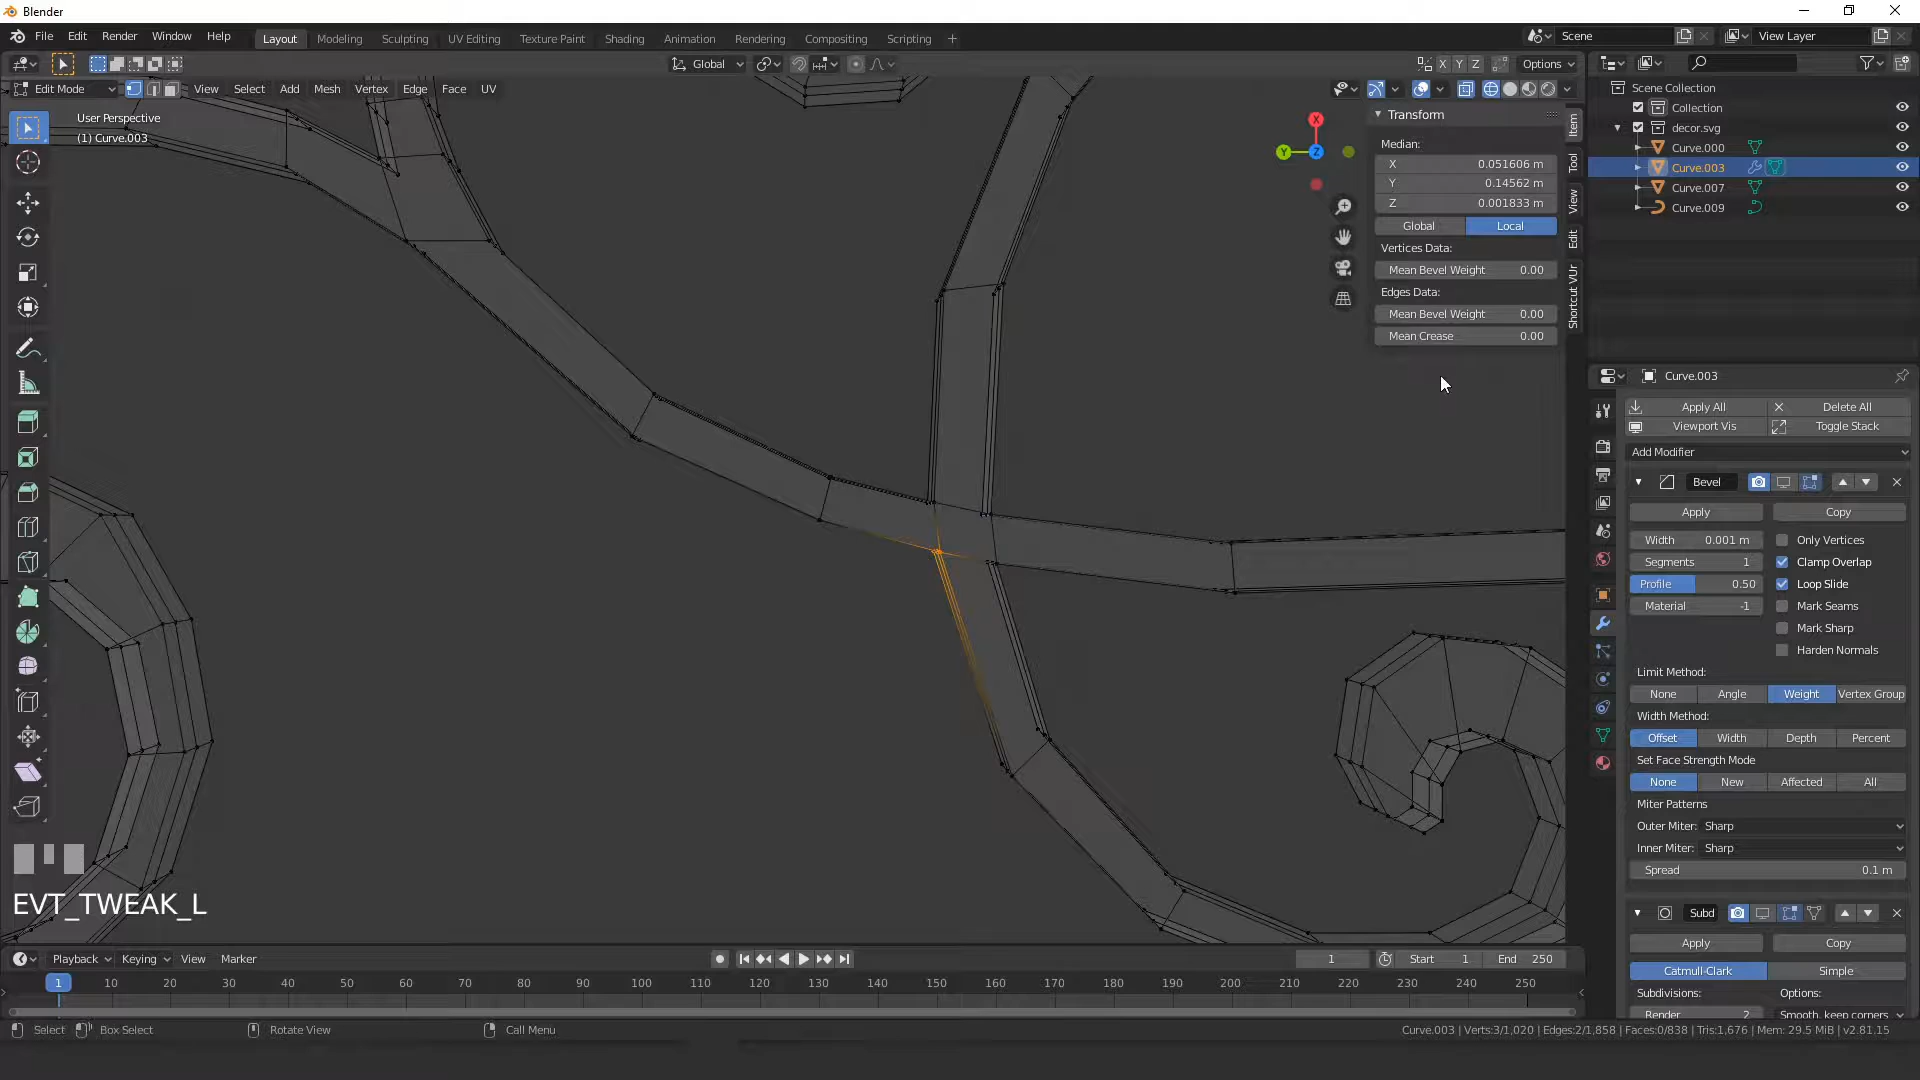 Blender
File Edit Render Window Help
Layout Modeling Sculpting UV Editing Texture Paint Shading Animation Rendering Compositing Scripting +
Scene
View Layer
Global
X Y Z Options
Edit Mode View Select Add Mesh Vertex Edge Face UV
User Perspective
(1) Curve.003
X
Y
Z
Transform
Median:
X 0.051606 m
Y 0.14562 m
Z 0.001833 m
Global Local
Vertices Data:
Mean Bevel Weight 0.00
Edges Data:
Mean Bevel Weight 0.00
Mean Crease 0.00
Item
Tool
View
Edit
Shortcut VUr
Scene Collection
Collection
decor.svg
Curve.000
Curve.003
Curve.007
Curve.009
Curve.003
Apply All Delete All
Viewport Vis Toggle Stack
Add Modifier
Bevel
Apply Copy
Width 0.001 m Only Vertices
Segments 1 Clamp Overlap
Profile 0.50 Loop Slide
Material -1 Mark Seams
Mark Sharp
Harden Normals
Limit Method:
None Angle Weight Vertex Group
Width Method:
Offset Width Depth Percent
Set Face Strength Mode
None New Affected All
Miter Patterns
Outer Miter: Sharp
Inner Miter: Sharp
Spread 0.1 m
Subd
Apply Copy
Catmull-Clark Simple
Subdivisions: Options:
Render 2 Smooth, keep corners
EVT_TWEAK_L
Playback Keying View Marker
1 Start 1 End 250
1 10 20 30 40 50 60 70 80 90 100 110 120 130 140 150 160 170 180 190 200 210 220 230 240 250
Select Box Select Rotate View Call Menu
Curve.003 | Verts:3/1,020 | Edges:2/1,858 | Faces:0/838 | Tris:1,676 | Mem: 29.5 MiB | v2.81.15